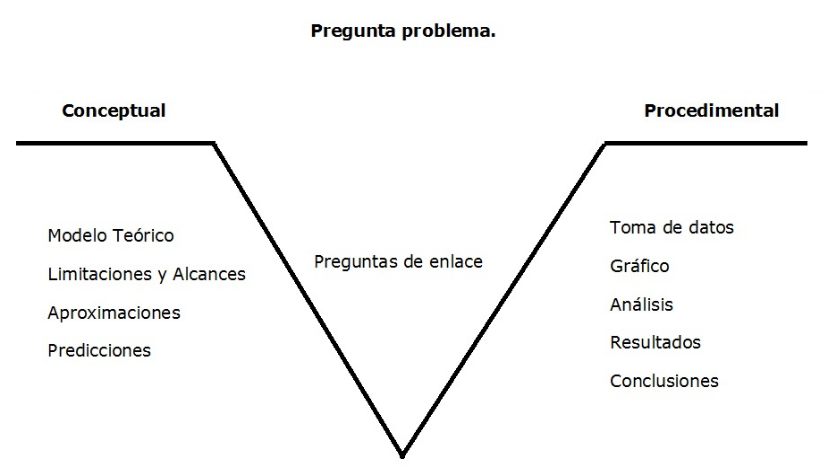 Pregunta problema.
Conceptual
Procedimental
Modelo Teórico
Limitaciones y Alcances
Aproximaciones
Predicciones
Preguntas de enlace
Toma de datos
Gráfico
Análisis
Resultados
Conclusiones